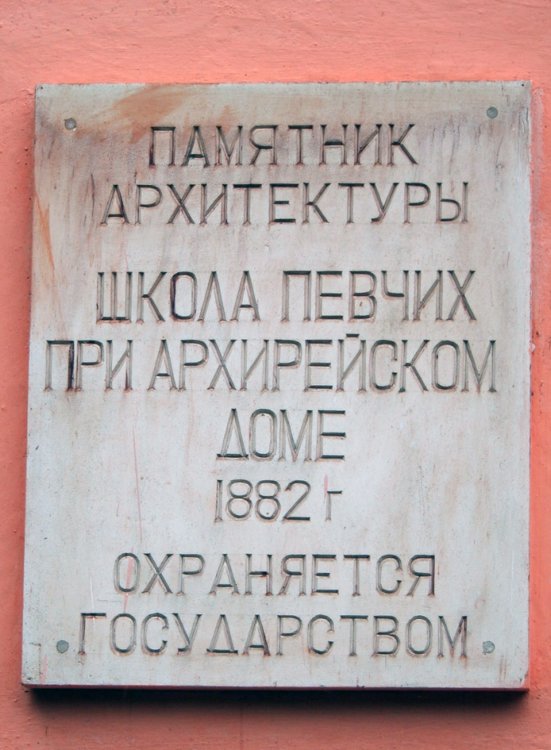 ПАМЯТНИК
АРХИТЕКТУРЫ
ШКОЛА ПЕВЧИХ
ПРИ АРХИРЕЙСКОМ
ДОМЕ
1882 г
ОХРАНЯЕТСЯ
ГОСУДАРСТВОМ